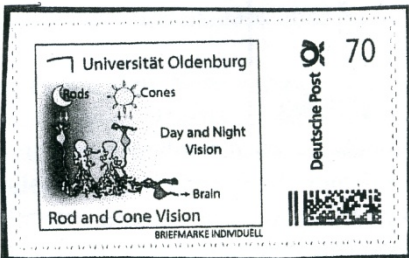 Universität Oldenburg
Rods
Cones
Day and Night
Vision
Brain
Rod and Cone Vision
BRIEFMARKE INDIVIDUELL
Deutsche Post
70